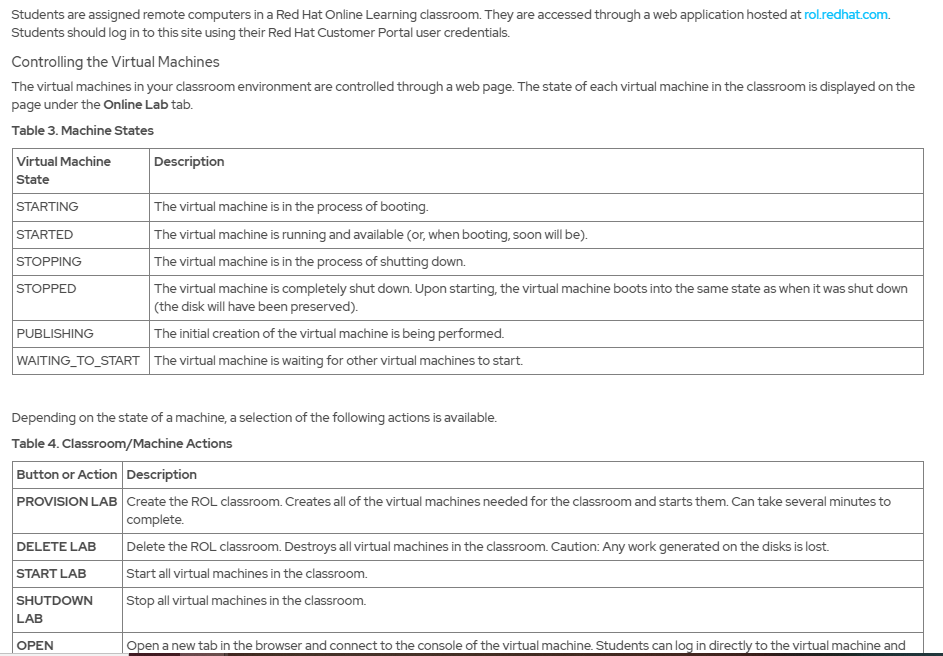 Students are assigned remote computers in a Red Hat Online Learning classroom. They are accessed through a web application hosted at rol.redhat.com.
Students should log in to this site using their Red Hat Customer Portal user credentials.
Controlling the Virtual Machines
The virtual machines in your classroom environment are controlled through a web page. The state of each virtual machine in the classroom is displayed on the
page under the Online Lab tab.
Table 3. Machine States
Virtual Machine State Description
STARTING The virtual machine is in the process of booting.
STARTED The virtual machine is running and available (or, when booting, soon will be).
STOPPING The virtual machine is in the process of shutting down.
STOPPED The virtual machine is completely shut down. Upon starting, the virtual machine boots into the same state as when it was shut down
(the disk will have been preserved).
PUBLISHING The initial creation of the virtual machine is being performed.
WAITING_TO_START The virtual machine is waiting for other virtual machines to start.
Depending on the state of a machine, a selection of the following actions is available.
Table 4. Classroom/Machine Actions
Button or Action Description
PROVISION LAB Create the ROL classroom. Creates all of the virtual machines needed for the classroom and starts them. Can take several minutes to
complete.
DELETE LAB Delete the ROL classroom. Destroys all virtual machines in the classroom. Caution: Any work generated on the disks is lost.
START LAB Start all virtual machines in the classroom.
SHUTDOWN LAB Stop all virtual machines in the classroom.
OPEN Open a new tab in the browser and connect to the console of the virtual machine. Students can log in directly to the virtual machine and